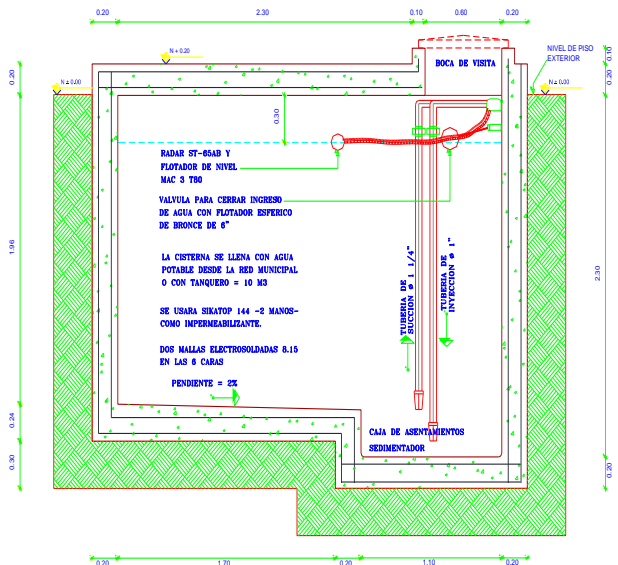 0.20 2.30 0.10 0.60 0.20
N + 0.20
BOCA DE VISITA
NIVEL DE PISO
EXTERIOR
0.10
0.20
N ± 0.00
N ± 0.00
0.30
RADAR ST-65AB Y
FLOTADOR DE NIVEL
MAC 3 T80
VALVULA PARA CERRAR INGRESO
DE AGUA CON FLOTADOR ESFERICO
DE BRONCE DE 6"
LA CISTERNA SE LLENA CON AGUA
POTABLE DESDE LA RED MUNICIPAL
O CON TANQUERO = 10 M3
SE USARA SIKATOP 144 -2 MANOS-
COMO IMPERMEABILIZANTE.
DOS MALLAS ELECTROSOLDADAS 8.15
EN LAS 6 CARAS
PENDIENTE = 2%
TUBERIA DE
SUCCION ø 1 1/4"
TUBERIA DE
INYECCION ø 1"
1.96
2.30
0.24
0.30
CAJA DE ASENTAMIENTOS
SEDIMENTADOR
0.20
0.20 1.70 0.20 1.10 0.20